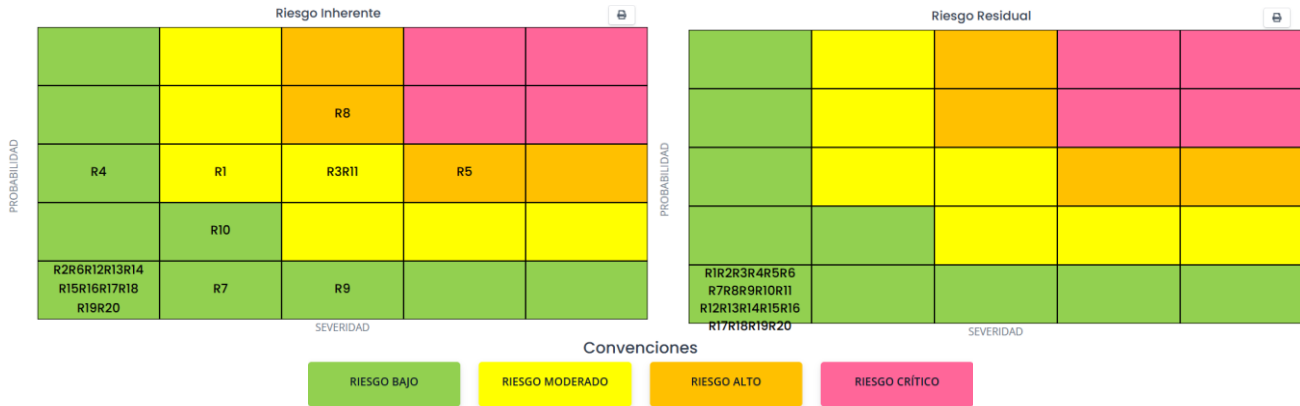 Riesgo Inherente
PROBABILIDAD
R8
R4
R1
R3R11
R5
R10
R2R6R12R13R14
R15R16R17R18
R19R20
R7
R9
SEVERIDAD
Riesgo Residual
PROBABILIDAD
R1R2R3R4R5R6
R7R8R9R10R11
R12R13R14R15R16
R17R18R19R20
SEVERIDAD
Convenciones
RIESGO BAJO
RIESGO MODERADO
RIESGO ALTO
RIESGO CRÍTICO